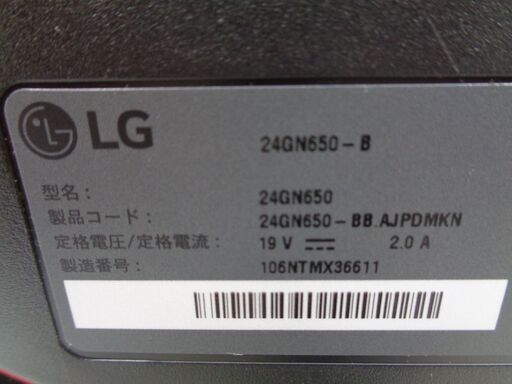 LG
24GN650-B
型名: 24GN650
製品コード: 24GN650-BB.AJPDMKN
定格電圧/定格電流: 19 V ⎓ 2.0 A
製造番号: 106NTMX36611